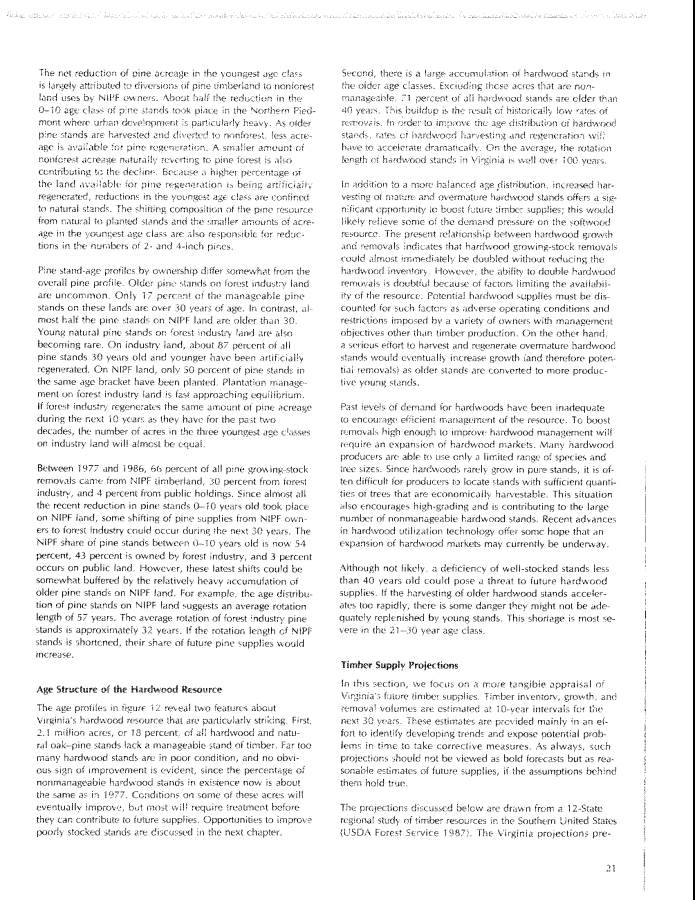 The net reduction of pine acreage in the youngest age class
is largely attributed to diversions of pine timberland to nonforest
land uses by NIPF owners. About half the reduction in the
0–10 age class of pine stands took place in the Northern Pied-
mont where urban development is particularly heavy. As older
pine stands are harvested and diverted to nonforest, less acre-
age is available for pine regeneration. A smaller amount of
nonforest acreage naturally reverting to pine forest is also
contributing to the decline. Because a higher percentage of
the land available for pine regeneration is being artificially
regenerated, reductions in the youngest age class are confined
to natural stands. The shifting composition of the pine resource
from natural to planted stands and the smaller amounts of acre-
age in the youngest age class are also responsible for reduc-
tions in the numbers of 2- and 4-inch pines.
Pine stand-age profiles by ownership differ somewhat from the
overall pine profile. Older pine stands on forest industry land
are uncommon. Only 17 percent of the manageable pine
stands on these lands are over 30 years of age. In contrast, al-
most half the pine stands on NIPF land are older than 30.
Young natural pine stands on forest industry land are also
becoming rare. On industry land, about 87 percent of all
pine stands 30 years old and younger have been artificially
regenerated. On NIPF land, only 50 percent of pine stands in
the same age bracket have been planted. Plantation manage-
ment on forest industry land is fast approaching equilibrium.
If forest industry regenerates the same amount of pine acreage
during the next 10 years as they have for the past two
decades, the number of acres in the three youngest age classes
on industry land will almost be equal.
Between 1977 and 1986, 66 percent of all pine growing-stock
removals came from NIPF timberland, 30 percent from forest
industry, and 4 percent from public holdings. Since almost all
the recent reduction in pine stands 0–10 years old took place
on NIPF land, some shifting of pine supplies from NIPF own-
ers to forest industry could occur during the next 30 years. The
NIPF share of pine stands between 0–10 years old is now 54
percent, 43 percent is owned by forest industry, and 3 percent
occurs on public land. However, these latest shifts could be
somewhat buffered by the relatively heavy accumulation of
older pine stands on NIPF land. For example, the age distribu-
tion of pine stands on NIPF land suggests an average rotation
length of 57 years. The average rotation of forest industry pine
stands is approximately 32 years. If the rotation length of NIPF
stands is shortened, their share of future pine supplies would
increase.
Age Structure of the Hardwood Resource
The age profiles in figure 12 reveal two features about
Virginia's hardwood resource that are particularly striking. First,
2.1 million acres, or 18 percent, of all hardwood and natu-
ral oak–pine stands lack a manageable stand of timber. Far too
many hardwood stands are in poor condition, and no obvi-
ous sign of improvement is evident, since the percentage of
nonmanageable hardwood stands in existence now is about
the same as in 1977. Conditions on some of these acres will
eventually improve, but most will require treatment before
they can contribute to future supplies. Opportunities to improve
poorly stocked stands are discussed in the next chapter.
Second, there is a large accumulation of hardwood stands in
the older age classes. Excluding those acres that are non-
manageable, 71 percent of all hardwood stands are older than
40 years. This buildup is the result of historically low rates of
removals. In order to improve the age distribution of hardwood
stands, rates of hardwood harvesting and regeneration will
have to accelerate dramatically. On the average, the rotation
length of hardwood stands in Virginia is well over 100 years.
In addition to a more balanced age distribution, increased har-
vesting of mature and overmature hardwood stands offers a sig-
nificant opportunity to boost future timber supplies; this would
likely relieve some of the demand pressure on the softwood
resource. The present relationship between hardwood growth
and removals indicates that hardwood growing-stock removals
could almost immediately be doubled without reducing the
hardwood inventory. However, the ability to double hardwood
removals is doubtful because of factors limiting the availabil-
ity of the resource. Potential hardwood supplies must be dis-
counted for such factors as adverse operating conditions and
restrictions imposed by a variety of owners with management
objectives other than timber production. On the other hand,
a serious effort to harvest and regenerate overmature hardwood
stands would eventually increase growth (and therefore poten-
tial removals) as older stands are converted to more produc-
tive young stands.
Past levels of demand for hardwoods have been inadequate
to encourage efficient management of the resource. To boost
removals high enough to improve hardwood management will
require an expansion of hardwood markets. Many hardwood
producers are able to use only a limited range of species and
tree sizes. Since hardwoods rarely grow in pure stands, it is of-
ten difficult for producers to locate stands with sufficient quanti-
ties of trees that are economically harvestable. This situation
also encourages high-grading and is contributing to the large
number of nonmanageable hardwood stands. Recent advances
in hardwood utilization technology offer some hope that an
expansion of hardwood markets may currently be underway.
Although not likely, a deficiency of well-stocked stands less
than 40 years old could pose a threat to future hardwood
supplies. If the harvesting of older hardwood stands acceler-
ates too rapidly, there is some danger they might not be ade-
quately replenished by young stands. This shortage is most se-
vere in the 21–30 year age class.
Timber Supply Projections
In this section, we focus on a more tangible appraisal of
Virginia's future timber supplies. Timber inventory, growth, and
removal volumes are estimated at 10-year intervals for the
next 30 years. These estimates are provided mainly in an ef-
fort to identify developing trends and expose potential prob-
lems in time to take corrective measures. As always, such
projections should not be viewed as bold forecasts but as rea-
sonable estimates of future supplies, if the assumptions behind
them hold true.
The projections discussed below are drawn from a 12-State
regional study of timber resources in the Southern United States
(USDA Forest Service 1987). The Virginia projections pre-
21